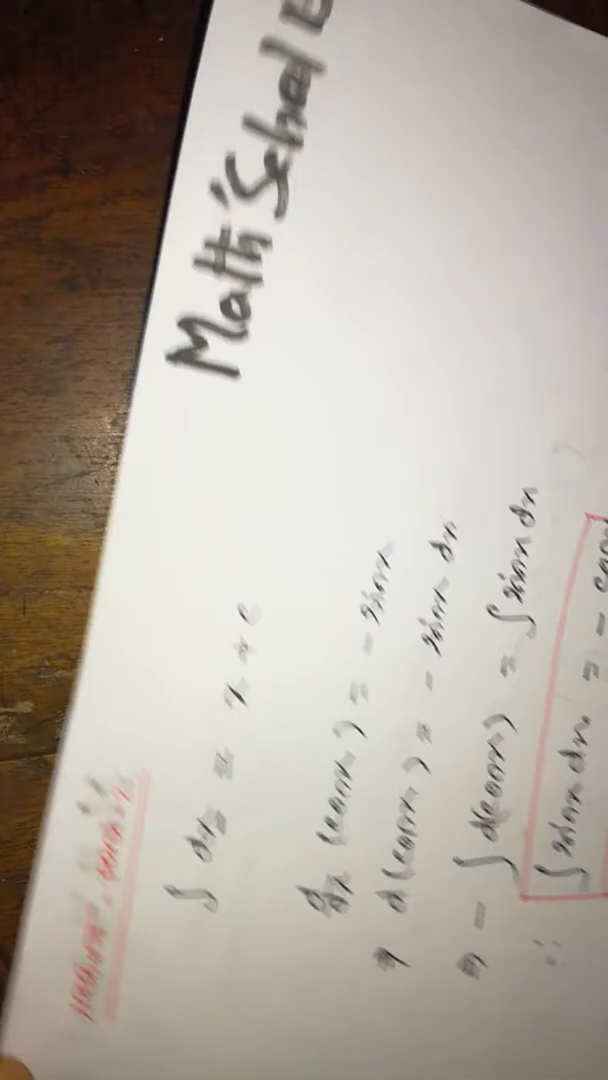 Math School
∫ dx = x + c
d/dx (cosx) = - sinx
⇒ d(cosx) = - sinx dx
⇒ - ∫ d(cosx) = ∫ sinx dx
∴ ∫ sinx dx = - cos